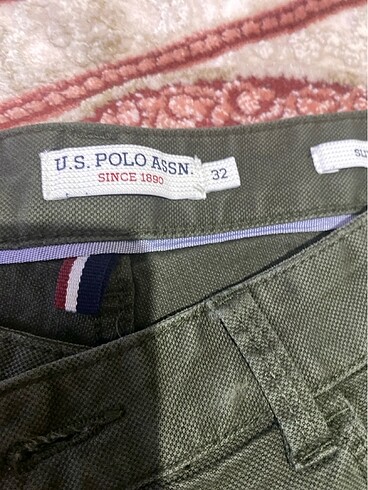 U.S. POLO ASSN.
SINCE 1890
32